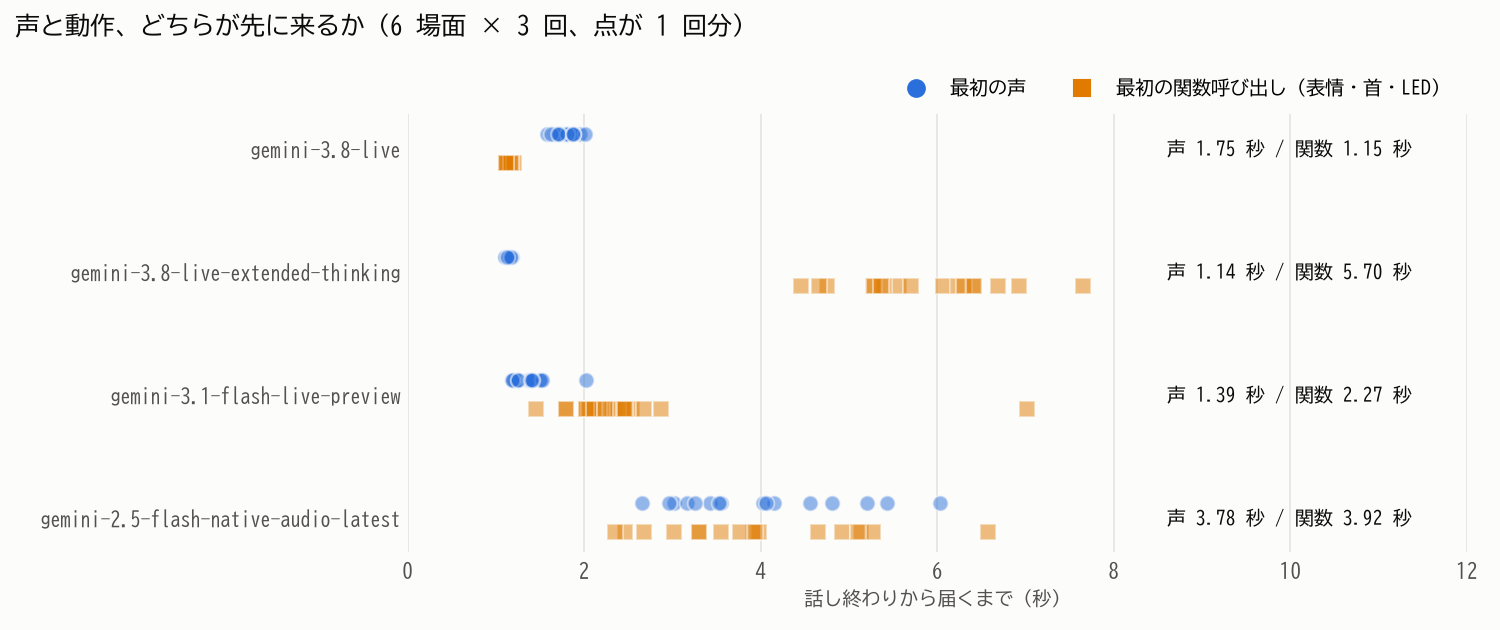 声と動作、どちらが先に来るか（6 場面 × 3 回、点が 1 回分）
最初の声
最初の関数呼び出し（表情・首・LED）
gemini-3.8-live
声 1.75 秒 / 関数 1.15 秒
gemini-3.8-live-extended-thinking
声 1.14 秒 / 関数 5.70 秒
gemini-3.1-flash-live-preview
声 1.39 秒 / 関数 2.27 秒
gemini-2.5-flash-native-audio-latest
声 3.78 秒 / 関数 3.92 秒
0 2 4 6 8 10 12
話し終わりから届くまで（秒）